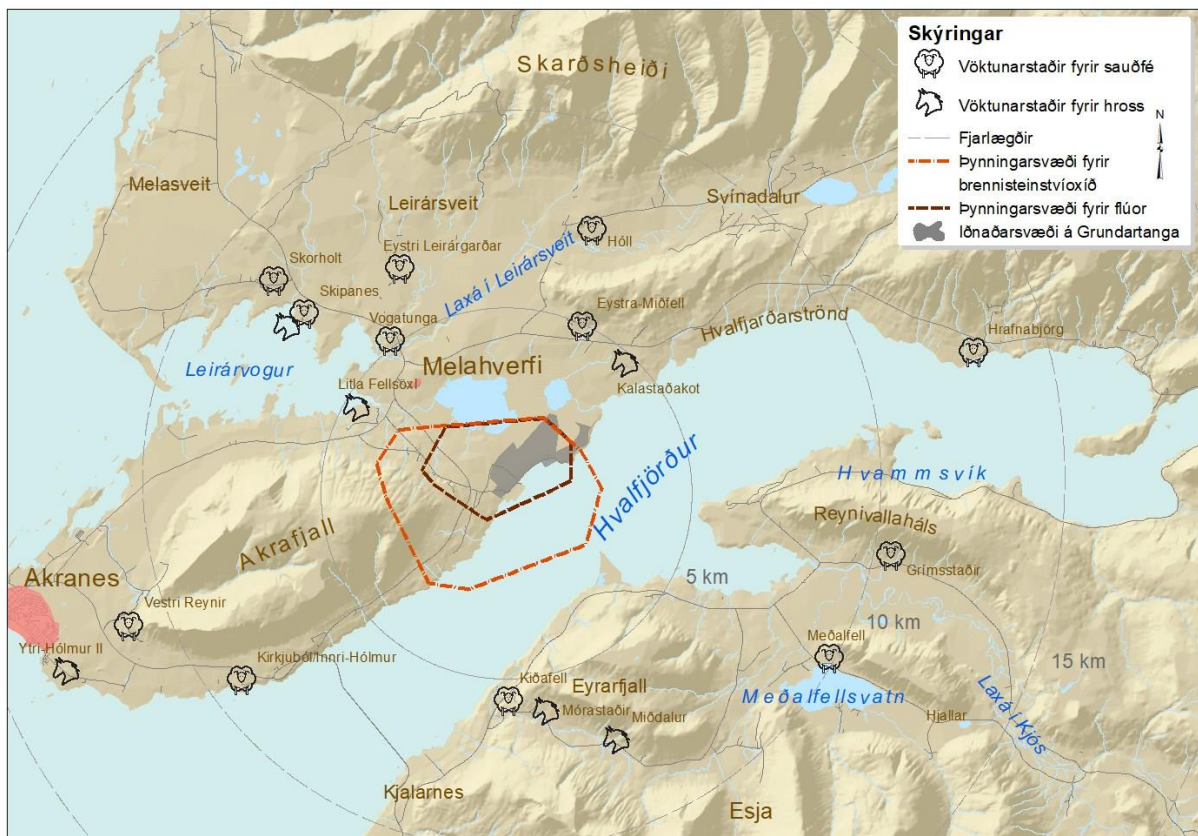 Skýringar
Vöktunarstaðir fyrir sauðfé
Vöktunarstaðir fyrir hross
Fjarlægðir
Þynningarsvæði fyrir
brennisteinstvíoxíð
Þynningarsvæði fyrir flúor
Iðnaðarsvæði á Grundartanga
N
Skarðsheiði
Melasveit
Leirársveit
Svínadalur
Eystri Leirárgarðar
Hóll
Laxá í Leirársveit
Skorholt
Skipanes
Vogatunga
Eystra-Miðfell
Hvalfjarðarströnd
Hrafnabjörg
Leirárvogur
Melahverfi
Kalastaðakot
Litla Fellsöxl
Hvalfjörður
Hvammsvík
Reynivallaháls
Akrafjall
Grímsstaðir
5 km
10 km
15 km
Akranes
Vestri Reynir
Ytri-Hólmur II
Kirkjuból/Innri-Hólmur
Meðalfell
Kiðafell
Eyrarfjall
Mórastaðir
Miðdalur
Meðalfellsvatn
Hjallar
Laxá í Kjós
Kjalarnes
Esja